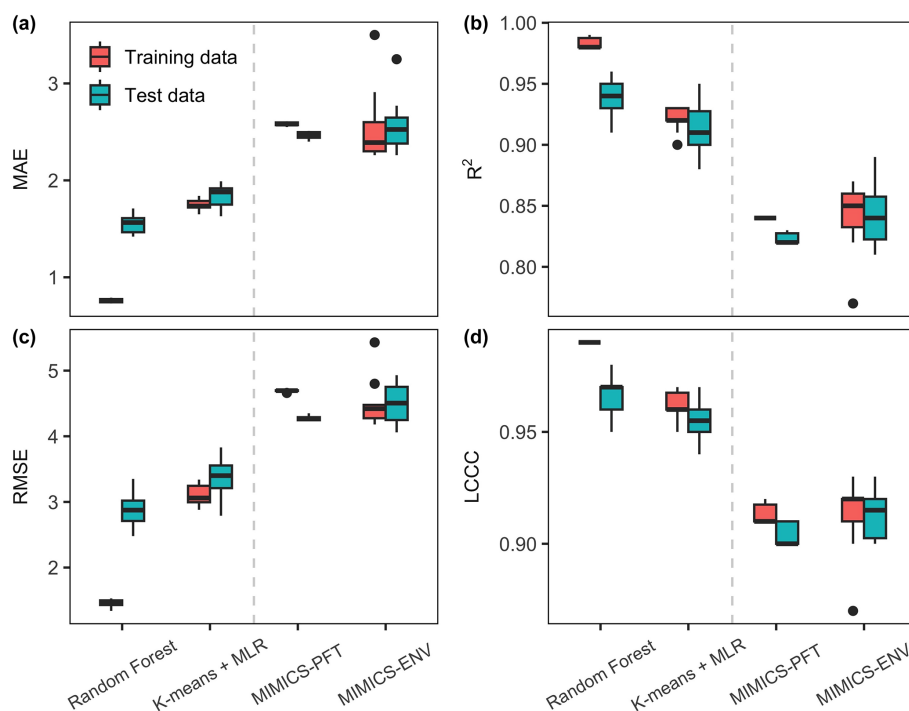 (a)
Training data
Test data
MAE
3
2
1
(b)
R²
1.00
0.95
0.90
0.85
0.80
(c)
RMSE
5
4
3
2
Random Forest
K-means + MLR
MIMICS-PFT
MIMICS-ENV
(d)
LCCC
0.95
0.90
Random Forest
K-means + MLR
MIMICS-PFT
MIMICS-ENV